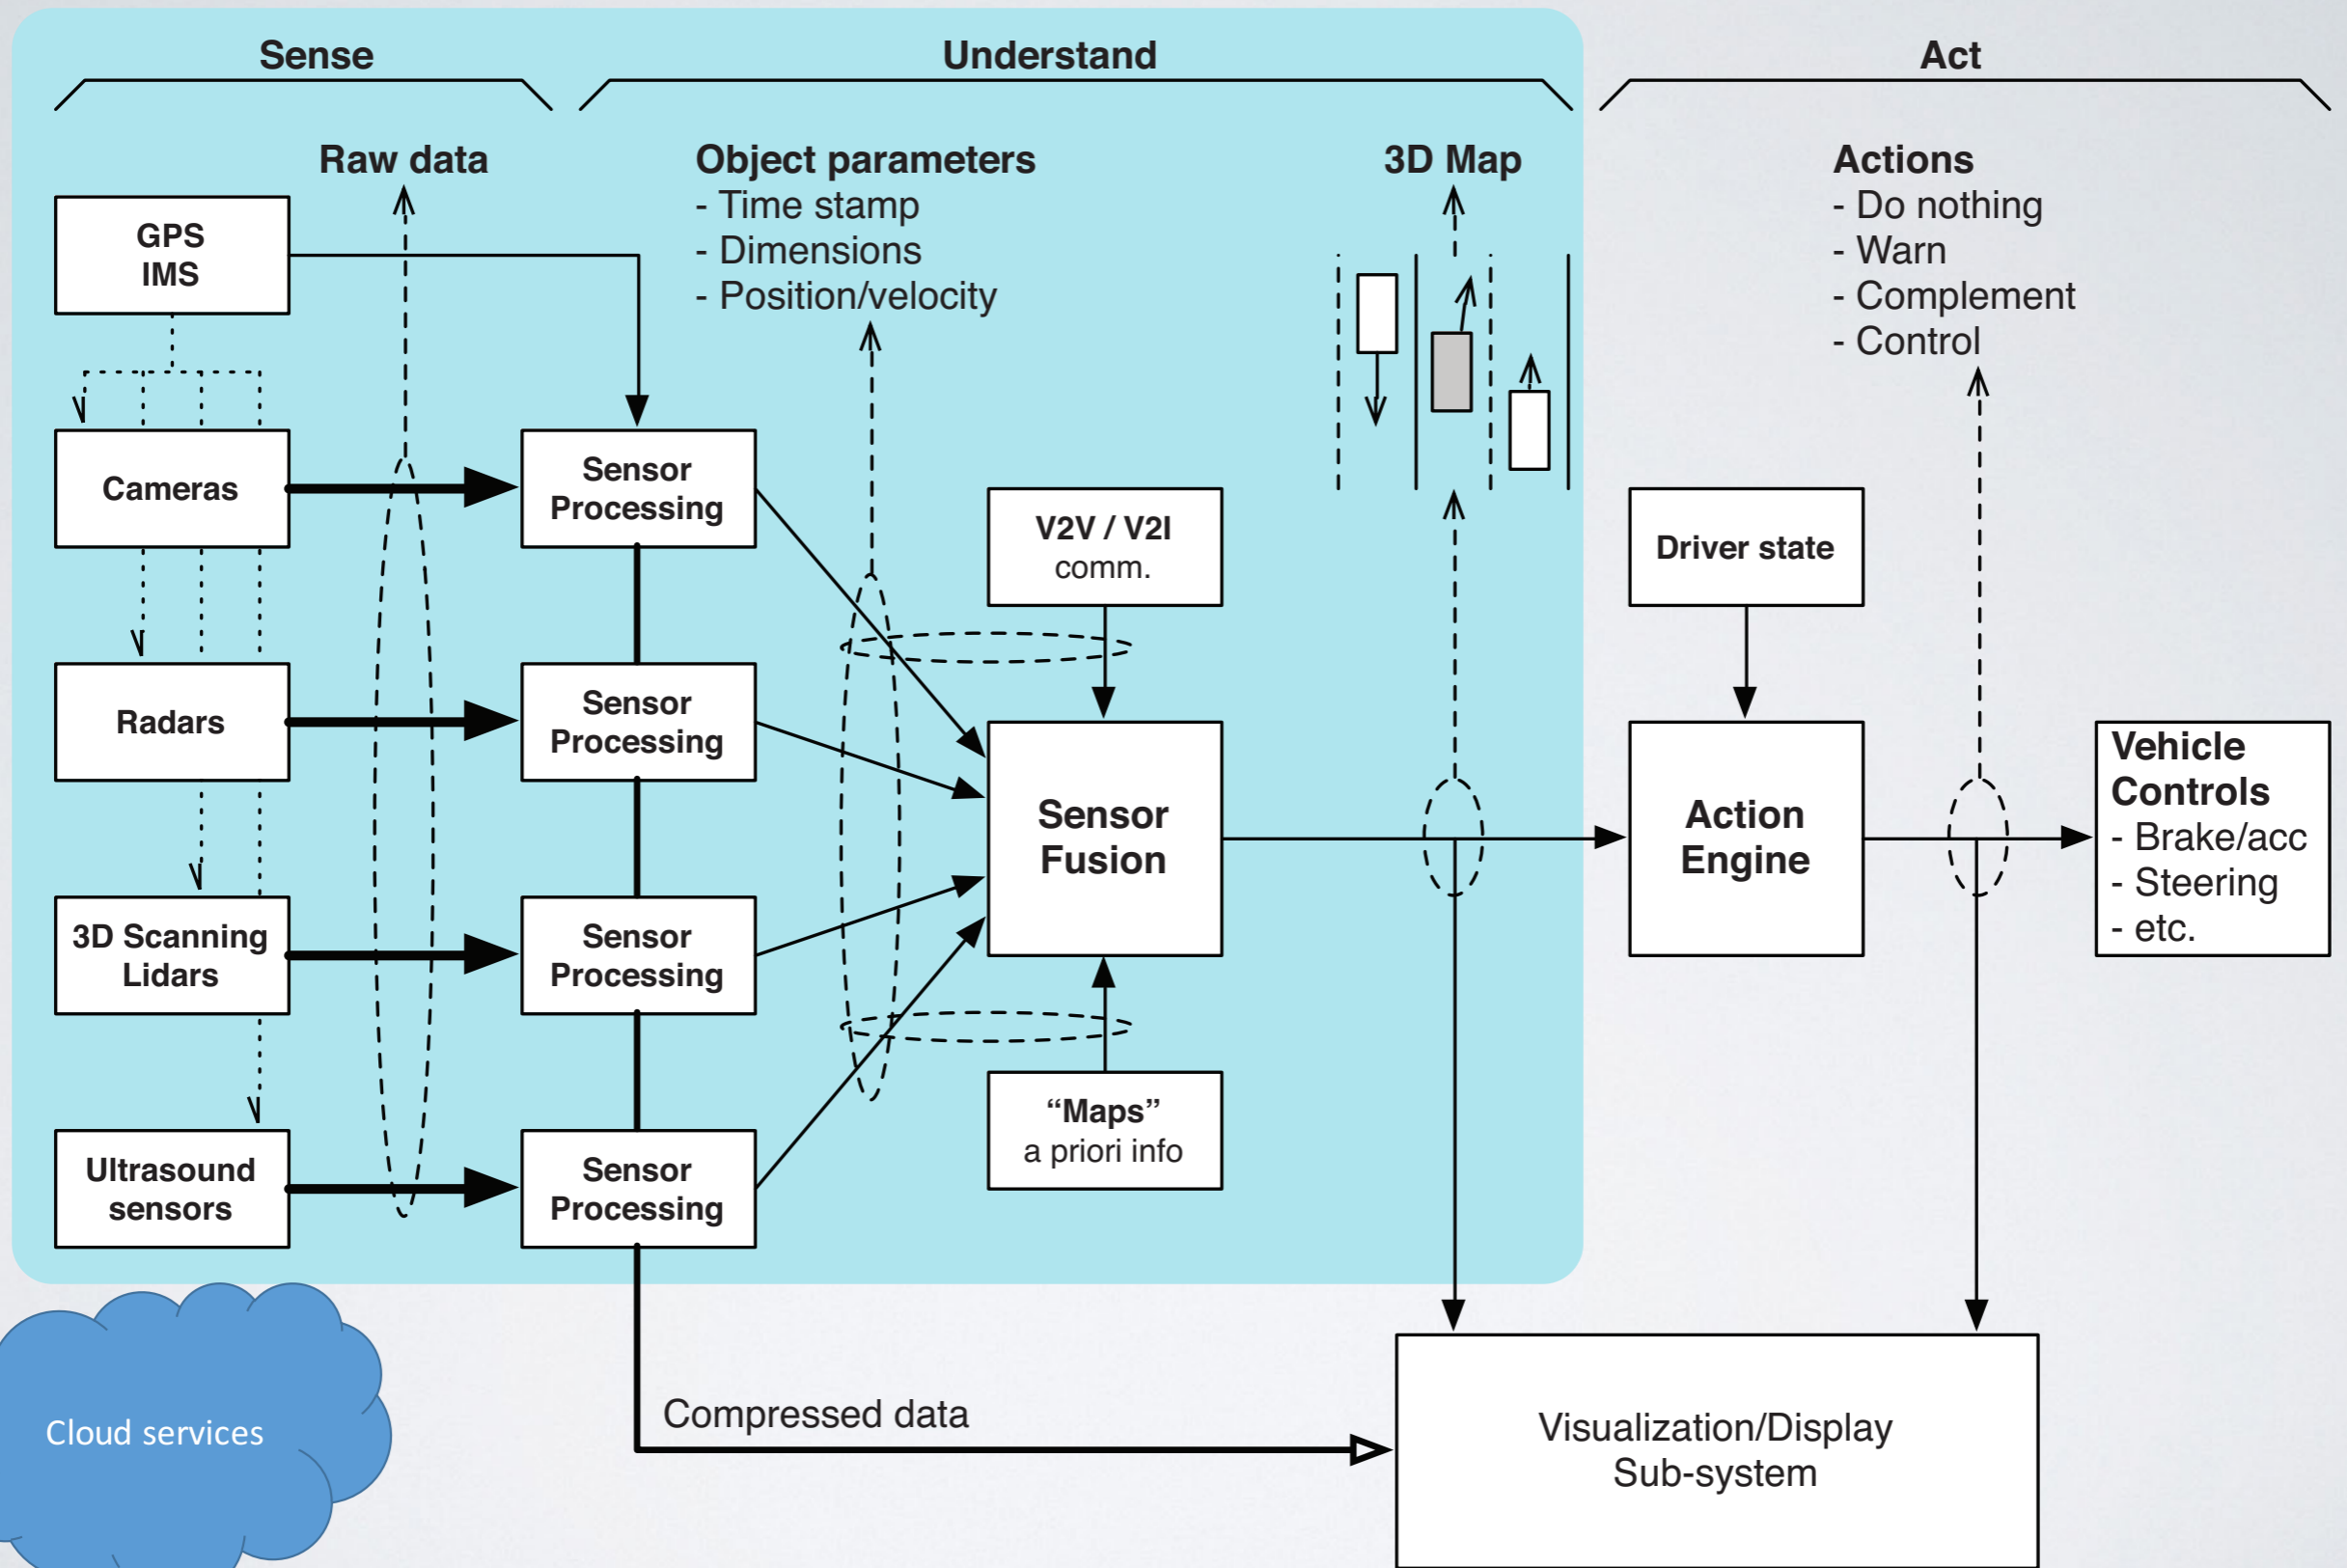 Sense
Understand
Act
Raw data
Object parameters
- Time stamp
- Dimensions
- Position/velocity
3D Map
Actions
- Do nothing
- Warn
- Complement
- Control
GPS
IMS
Cameras
Sensor
Processing
V2V / V2I
comm.
Driver state
Radars
Sensor
Processing
Sensor
Fusion
Action
Engine
Vehicle
Controls
- Brake/acc
- Steering
- etc.
3D Scanning
Lidars
Sensor
Processing
“Maps”
a priori info
Ultrasound
sensors
Sensor
Processing
Cloud services
Compressed data
Visualization/Display
Sub-system